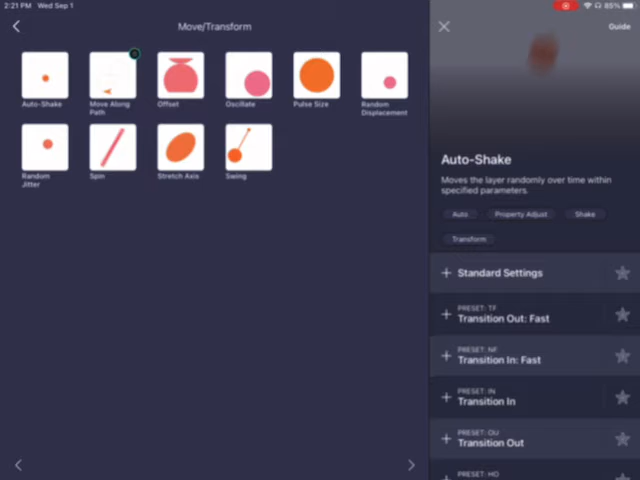 2:21 PM Wed Sep 1
85%
Move/Transform
Guide
Auto-Shake
Move Along
Path
Offset
Oscillate
Pulse Size
Random
Displacement
Random
Jitter
Spin
Stretch Axis
Swing
Auto-Shake
Moves the layer randomly over time within
specified parameters.
Auto
Property Adjust
Shake
Transform
Standard Settings
PRESET: TF
Transition Out: Fast
PRESET: NF
Transition In: Fast
PRESET: IN
Transition In
PRESET: OU
Transition Out
PRESET: HO